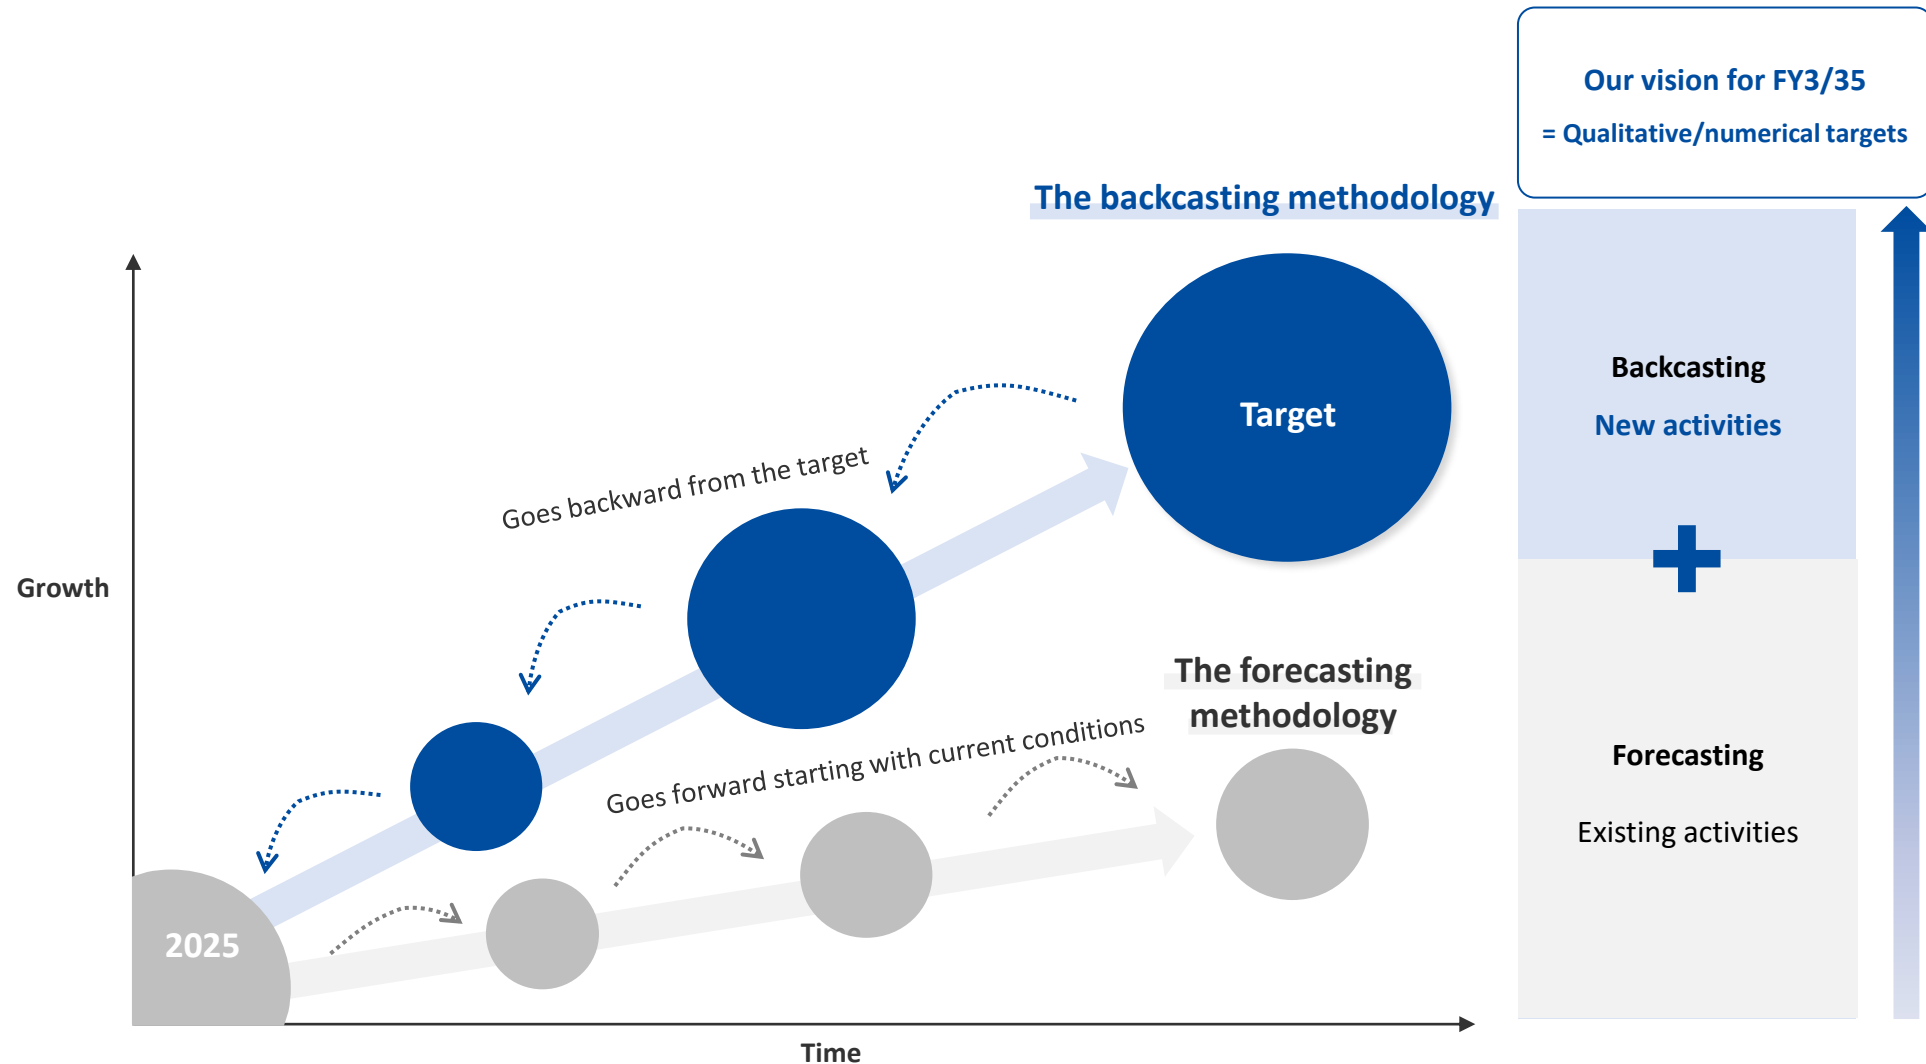 Our vision for FY3/35
= Qualitative/numerical targets
The backcasting methodology
Target
Goes backward from the target
Growth
The forecasting
methodology
Goes forward starting with current conditions
2025
Time
Backcasting
New activities
Forecasting
Existing activities